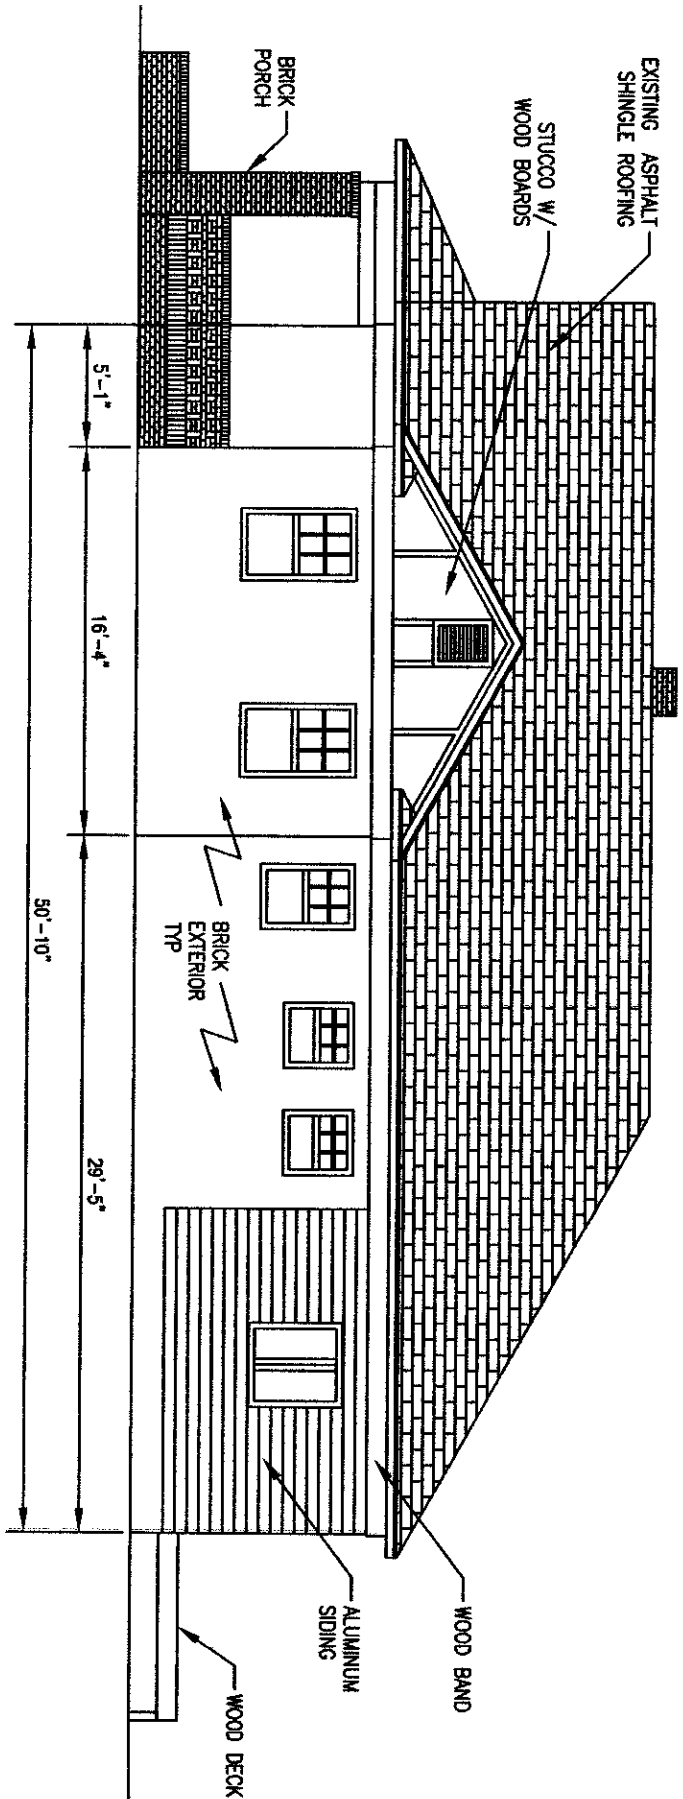 EXISTING ASPHALT
SHINGLE ROOFING
STUCCO W/
WOOD BOARDS
BRICK
PORCH
WOOD BAND
ALUMINUM
SIDING
WOOD DECK
BRICK
EXTERIOR
TYP
5'-1"
16'-4"
29'-5"
50'-10"